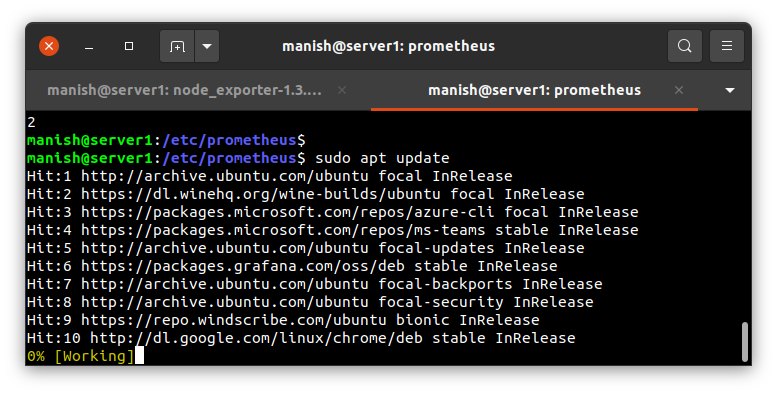 manish@server1: prometheus
manish@server1: node_exporter-1.3.…
manish@server1: prometheus
2
manish@server1:/etc/prometheus$
manish@server1:/etc/prometheus$ sudo apt update
Hit:1 http://archive.ubuntu.com/ubuntu focal InRelease
Hit:2 https://dl.winehq.org/wine-builds/ubuntu focal InRelease
Hit:3 https://packages.microsoft.com/repos/azure-cli focal InRelease
Hit:4 https://packages.microsoft.com/repos/ms-teams stable InRelease
Hit:5 http://archive.ubuntu.com/ubuntu focal-updates InRelease
Hit:6 https://packages.grafana.com/oss/deb stable InRelease
Hit:7 http://archive.ubuntu.com/ubuntu focal-backports InRelease
Hit:8 http://archive.ubuntu.com/ubuntu focal-security InRelease
Hit:9 https://repo.windscribe.com/ubuntu bionic InRelease
Hit:10 http://dl.google.com/linux/chrome/deb stable InRelease
0% [Working]